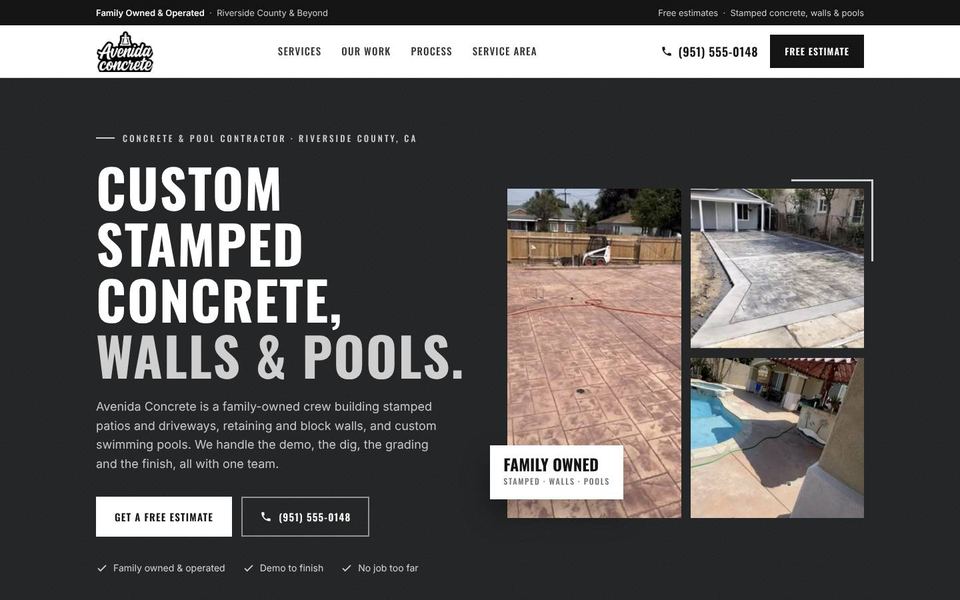 Family Owned & Operated · Riverside County & Beyond
Free estimates · Stamped concrete, walls & pools
Avenida
concrete
SERVICES OUR WORK PROCESS SERVICE AREA
(951) 555-0148
FREE ESTIMATE
CONCRETE & POOL CONTRACTOR · RIVERSIDE COUNTY, CA
CUSTOM
STAMPED
CONCRETE,
WALLS & POOLS.
Avenida Concrete is a family-owned crew building stamped
patios and driveways, retaining and block walls, and custom
swimming pools. We handle the demo, the dig, the grading
and the finish, all with one team.
GET A FREE ESTIMATE
(951) 555-0148
Family owned & operated
Demo to finish
No job too far
FAMILY OWNED
STAMPED · WALLS · POOLS